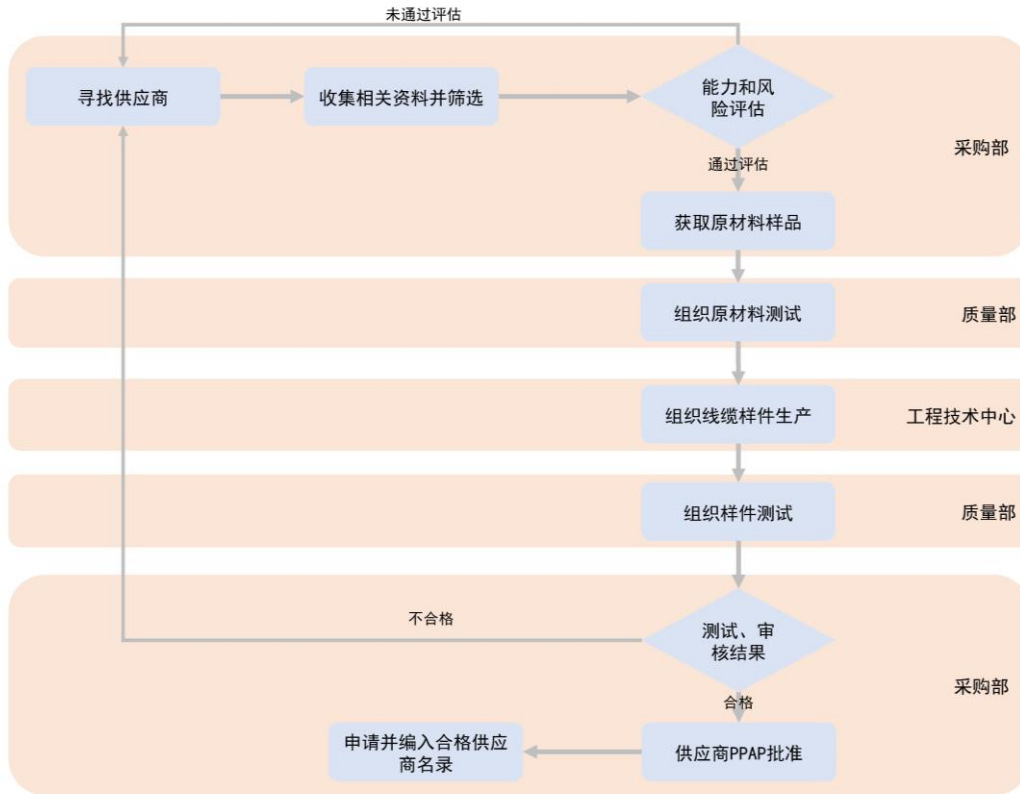 未通过评估
寻找供应商
收集相关资料并筛选
能力和风
险评估
采购部
通过评估
获取原材料样品
组织原材料测试
质量部
组织线缆样件生产
工程技术中心
组织样件测试
质量部
不合格
测试、审
核结果
采购部
合格
申请并编入合格供应
商名录
供应商PPAP批准